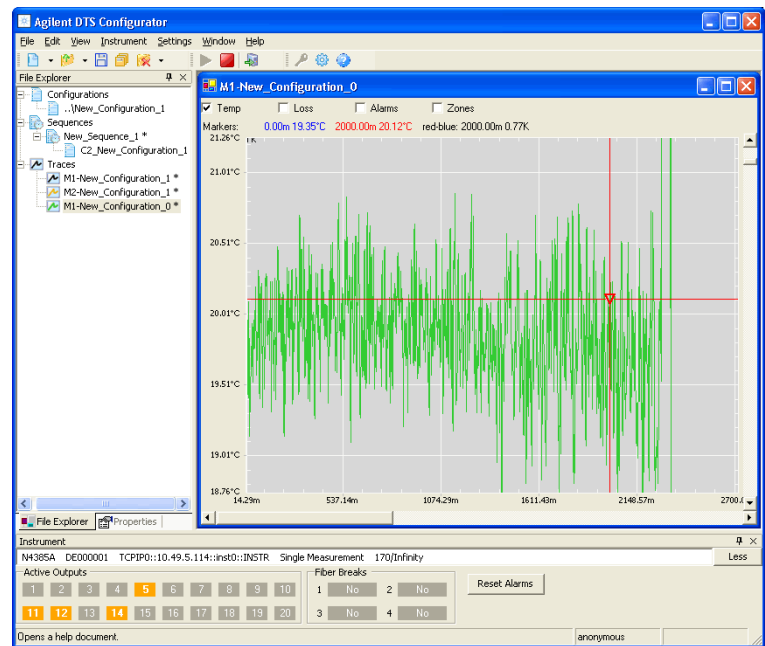 Agilent DTS Configurator
File Edit View Instrument Settings Window Help
File Explorer
Configurations
..\New_Configuration_1
Sequences
New_Sequence_1 *
C2_New_Configuration_1
Traces
M1-New_Configuration_1 *
M2-New_Configuration_1 *
M1-New_Configuration_0 *
File Explorer Properties
M1-New_Configuration_0
Temp Loss Alarms Zones
Markers: 0.00m 19.35°C 2000.00m 20.12°C red-blue: 2000.00m 0.77K
21.26°C
21.01°C
20.51°C
20.01°C
19.51°C
19.01°C
18.76°C
14.29m 537.14m 1074.29m 1611.43m 2148.57m
Instrument
N4385A DE000001 TCPIP0::10.49.5.114::inst0::INSTR Single Measurement 170/Infinity Less
Active Outputs
1 2 3 4 5 6 7 8 9 10
11 12 13 14 15 16 17 18 19 20
Fiber Breaks
1 No 2 No
3 No 4 No
Reset Alarms
Opens a help document. anonymous